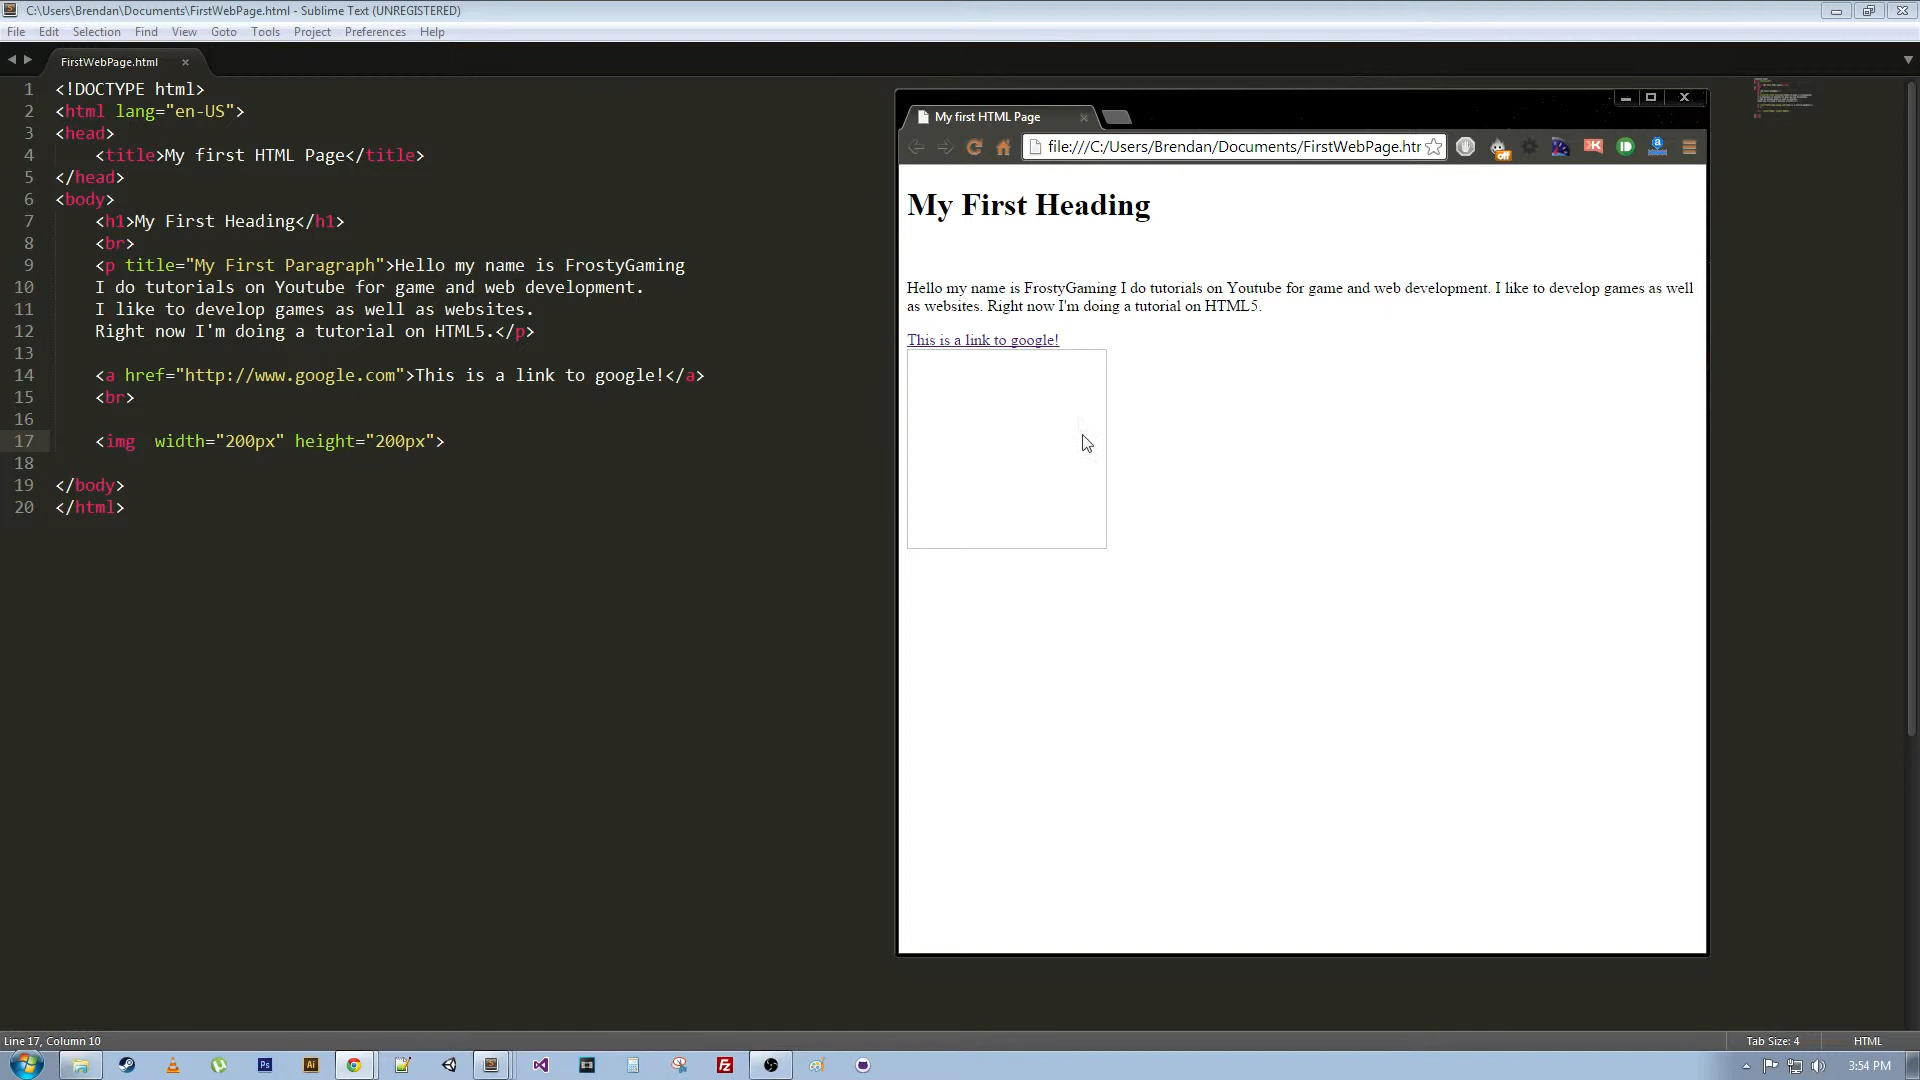 C:\Users\Brendan\Documents\FirstWebPage.html - Sublime Text (UNREGISTERED)
File Edit Selection Find View Goto Tools Project Preferences Help
FirstWebPage.html
1 <!DOCTYPE html>
2 <html lang="en-US">
3 <head>
4 <title>My first HTML Page</title>
5 </head>
6 <body>
7 <h1>My First Heading</h1>
8 <br>
9 <p title="My First Paragraph">Hello my name is FrostyGaming
10 I do tutorials on Youtube for game and web development.
11 I like to develop games as well as websites.
12 Right now I'm doing a tutorial on HTML5.</p>
13
14 <a href="http://www.google.com">This is a link to google!</a>
15 <br>
16
17 <img  width="200px" height="200px">
18
19 </body>
20 </html>
My first HTML Page
file:///C:/Users/Brendan/Documents/FirstWebPage.htr
off
My First Heading
Hello my name is FrostyGaming I do tutorials on Youtube for game and web development. I like to develop games as well
as websites. Right now I'm doing a tutorial on HTML5.
This is a link to google!
Line 17, Column 10
Tab Size: 4
HTML
Ps
Ai
3:54 PM